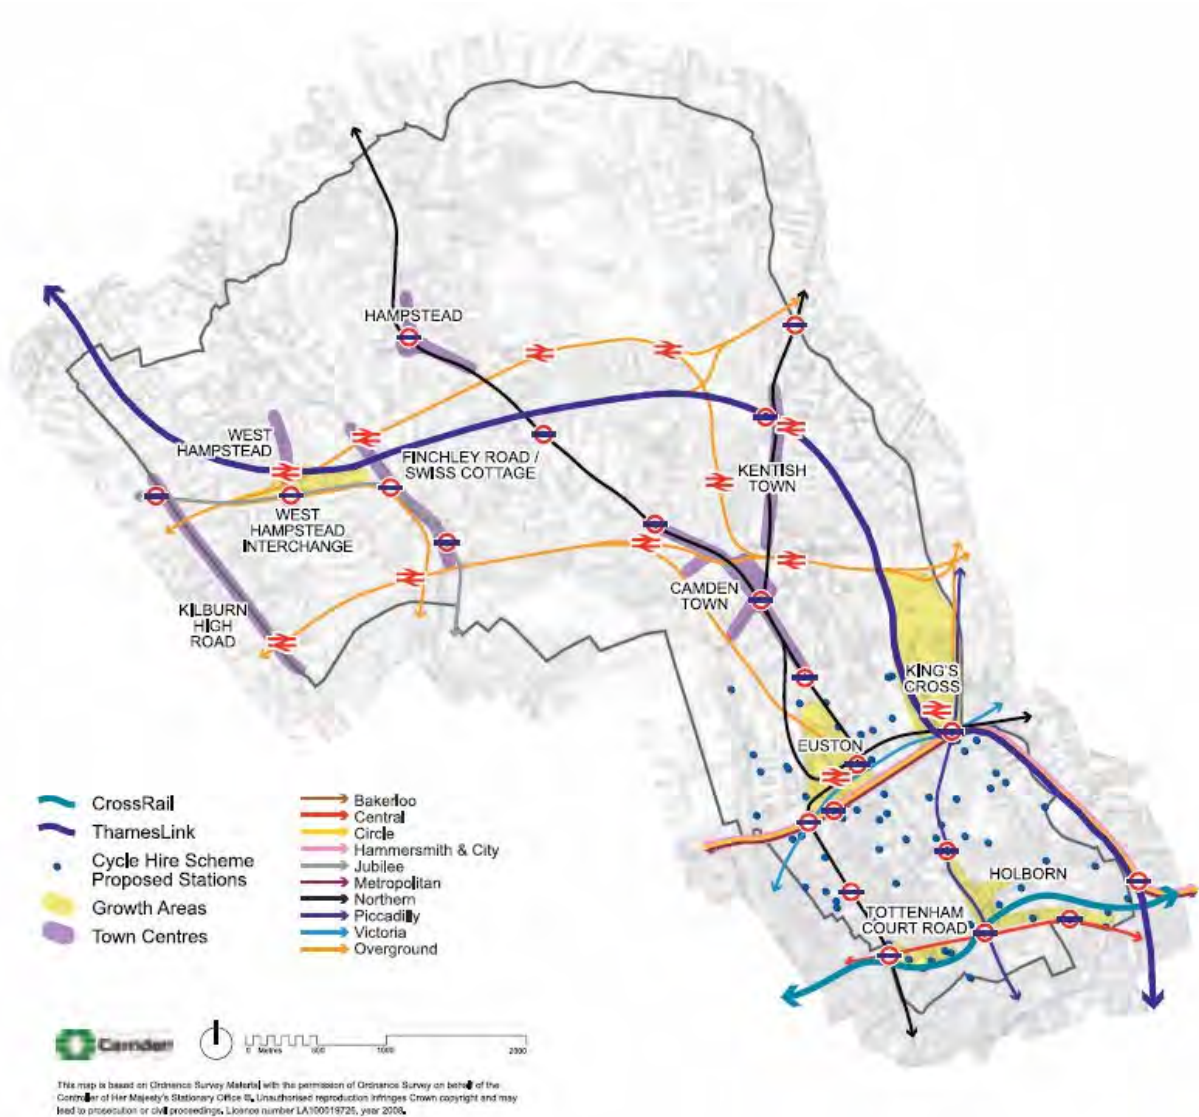 HAMPSTEAD
WEST
HAMPSTEAD
FINCHLEY ROAD /
SWISS COTTAGE
KENTISH
TOWN
WEST
HAMPSTEAD
INTERCHANGE
CAMDEN
TOWN
KILBURN
HIGH
ROAD
KING'S
CROSS
EUSTON
HOLBORN
TOTTENHAM
COURT ROAD
CrossRail
ThamesLink
Cycle Hire Scheme
Proposed Stations
Growth Areas
Town Centres
Bakerloo
Central
Circle
Hammersmith & City
Jubilee
Metropolitan
Northern
Piccadilly
Victoria
Overground
Camden
0 Metres 500 1000 2000
This map is based on Ordnance Survey Material with the permission of Ordnance Survey on behalf of the
Controller of Her Majesty's Stationary Office ©. Unauthorised reproduction infringes Crown copyright and may
lead to prosecution or civil proceedings. Licence number LA100019726, year 2008.